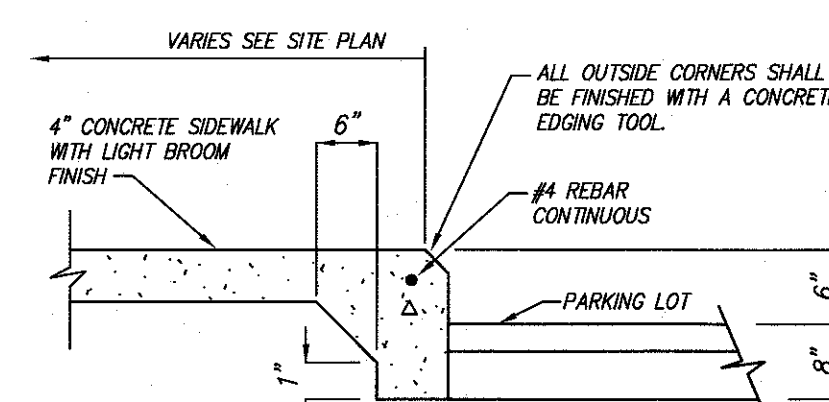 VARIES SEE SITE PLAN
ALL OUTSIDE CORNERS SHALL
BE FINISHED WITH A CONCRETE
EDGING TOOL.
4" CONCRETE SIDEWALK
WITH LIGHT BROOM
FINISH
6"
#4 REBAR
CONTINUOUS
PARKING LOT
6"
8"
1"